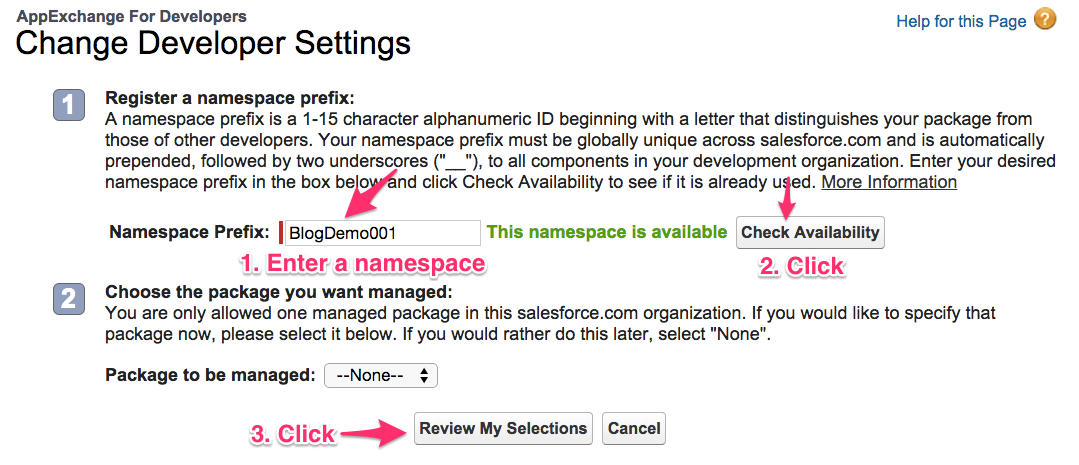 AppExchange For Developers
Help for this Page ?
Change Developer Settings
1 Register a namespace prefix:
A namespace prefix is a 1-15 character alphanumeric ID beginning with a letter that distinguishes your package from
those of other developers. Your namespace prefix must be globally unique across salesforce.com and is automatically
prepended, followed by two underscores ("__"), to all components in your development organization. Enter your desired
namespace prefix in the box below and click Check Availability to see if it is already used. More Information
Namespace Prefix: BlogDemo001 This namespace is available Check Availability
1. Enter a namespace 2. Click
2 Choose the package you want managed:
You are only allowed one managed package in this salesforce.com organization. If you would like to specify that
package now, please select it below. If you would rather do this later, select "None".
Package to be managed: --None--
3. Click Review My Selections Cancel